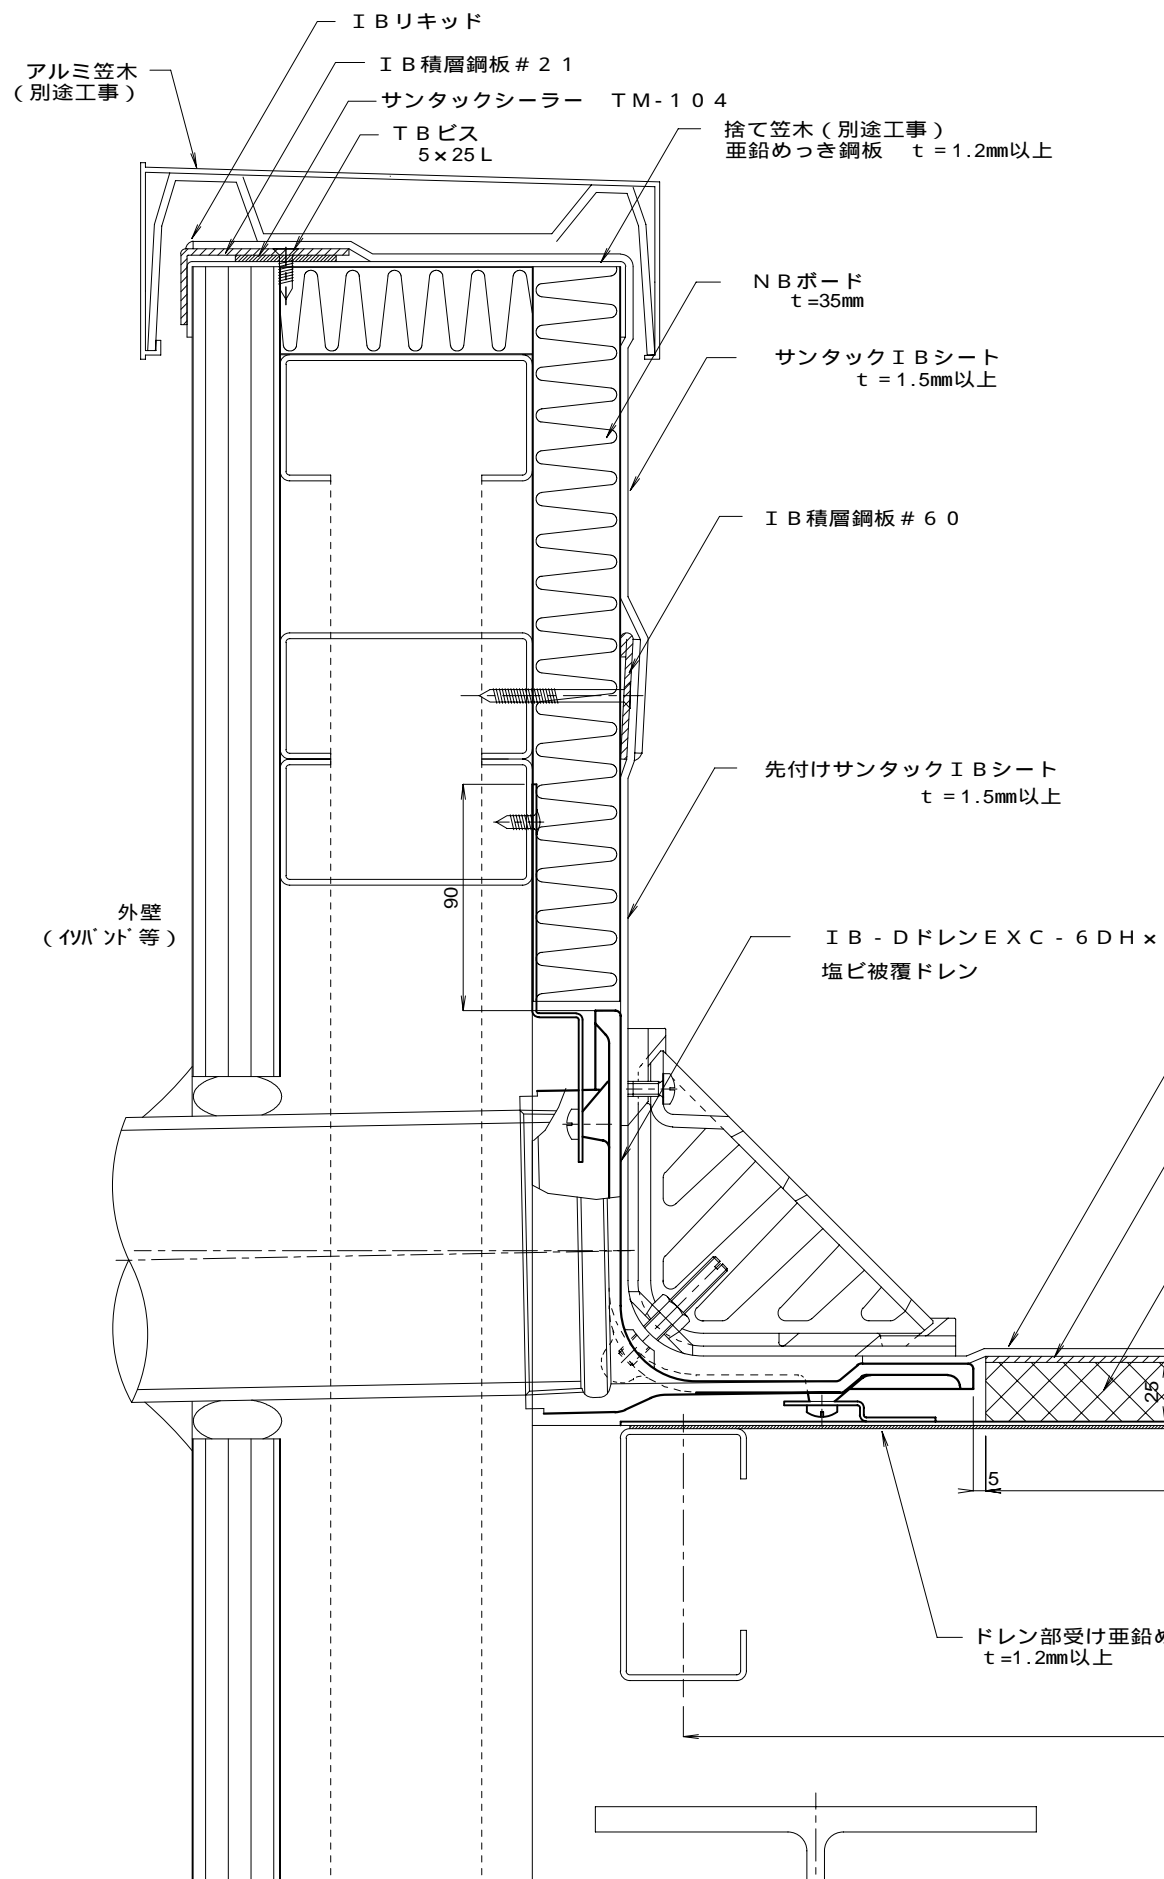 ＩＢリキッド
アルミ笠木
（別途工事）
ＩＢ積層鋼板＃２１
サンタックシーラー　ＴＭ-１０４
ＴＢビス
5×25Ｌ
捨て笠木（別途工事）
亜鉛めっき鋼板　ｔ＝1.2mm以上
ＮＢボード
ｔ=35mm
サンタックＩＢシート
ｔ＝1.5mm以上
ＩＢ積層鋼板＃６０
先付けサンタックＩＢシート
ｔ＝1.5mm以上
90
外壁
（ｲｿﾊﾞﾝﾄﾞ等）
ＩＢ-ＤドレンＥＸＣ-６ＤＨ×
塩ビ被覆ドレン
25
5
ドレン部受け亜鉛め
ｔ=1.2mm以上